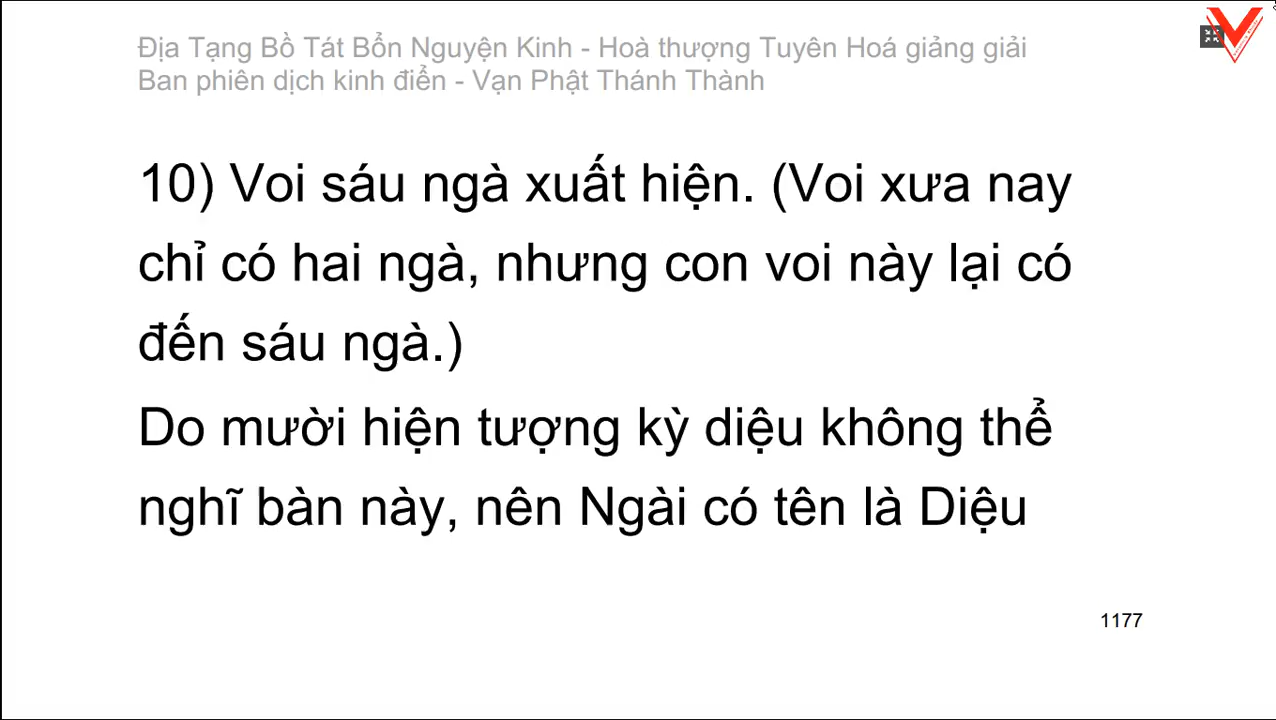 Địa Tạng Bồ Tát Bổn Nguyện Kinh - Hoà thượng Tuyên Hoá giảng giải
Ban phiên dịch kinh điển - Vạn Phật Thánh Thành
10) Voi sáu ngà xuất hiện. (Voi xưa nay
chỉ có hai ngà, nhưng con voi này lại có
đến sáu ngà.)
Do mười hiện tượng kỳ diệu không thể
nghĩ bàn này, nên Ngài có tên là Diệu
1177